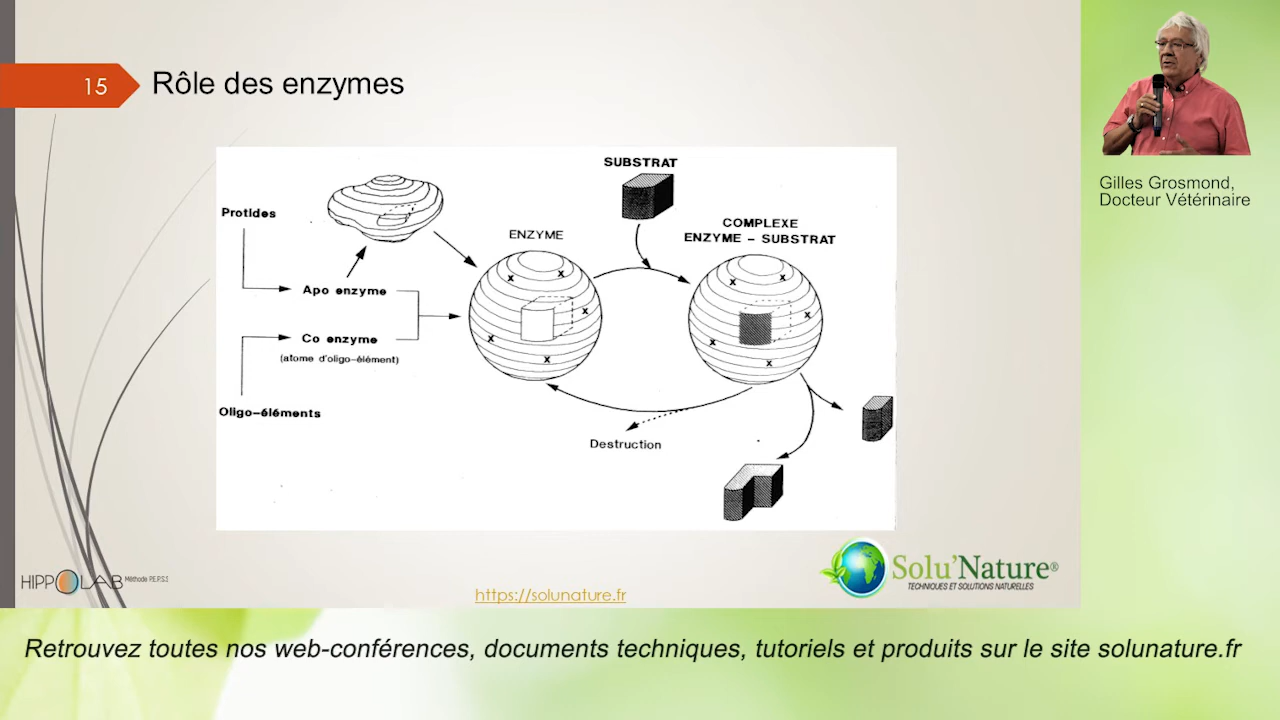 15
Rôle des enzymes
SUBSTRAT
Protides
ENZYME
COMPLEXE
ENZYME – SUBSTRAT
Apo enzyme
Co enzyme
(atome d'oligo-élément)
Oligo-éléments
x x x x x
x x x x x
Destruction
HIPPOLAB Méthode P.E.P.S.S
https://solunature.fr
Solu'Nature®
TECHNIQUES ET SOLUTIONS NATURELLES
Gilles Grosmond,
Docteur Vétérinaire
Retrouvez toutes nos web-conférences, documents techniques, tutoriels et produits sur le site solunature.fr